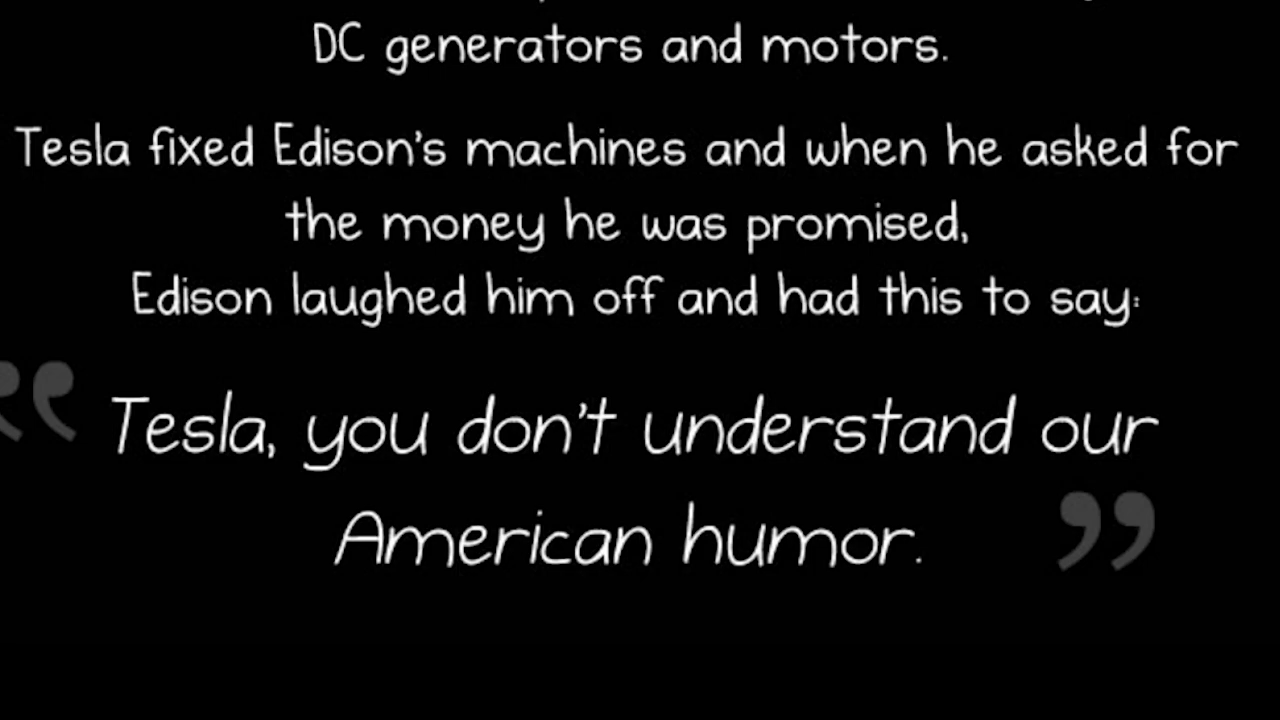 DC generators and motors.
Tesla fixed Edison's machines and when he asked for
the money he was promised,
Edison laughed him off and had this to say:
“ Tesla, you don't understand our
American humor. ”